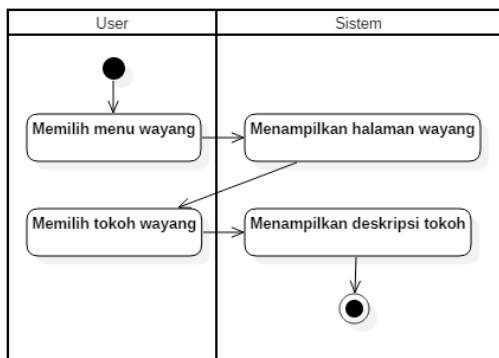 User
Sistem
Memilih menu wayang
Menampilkan halaman wayang
Memilih tokoh wayang
Menampilkan deskripsi tokoh